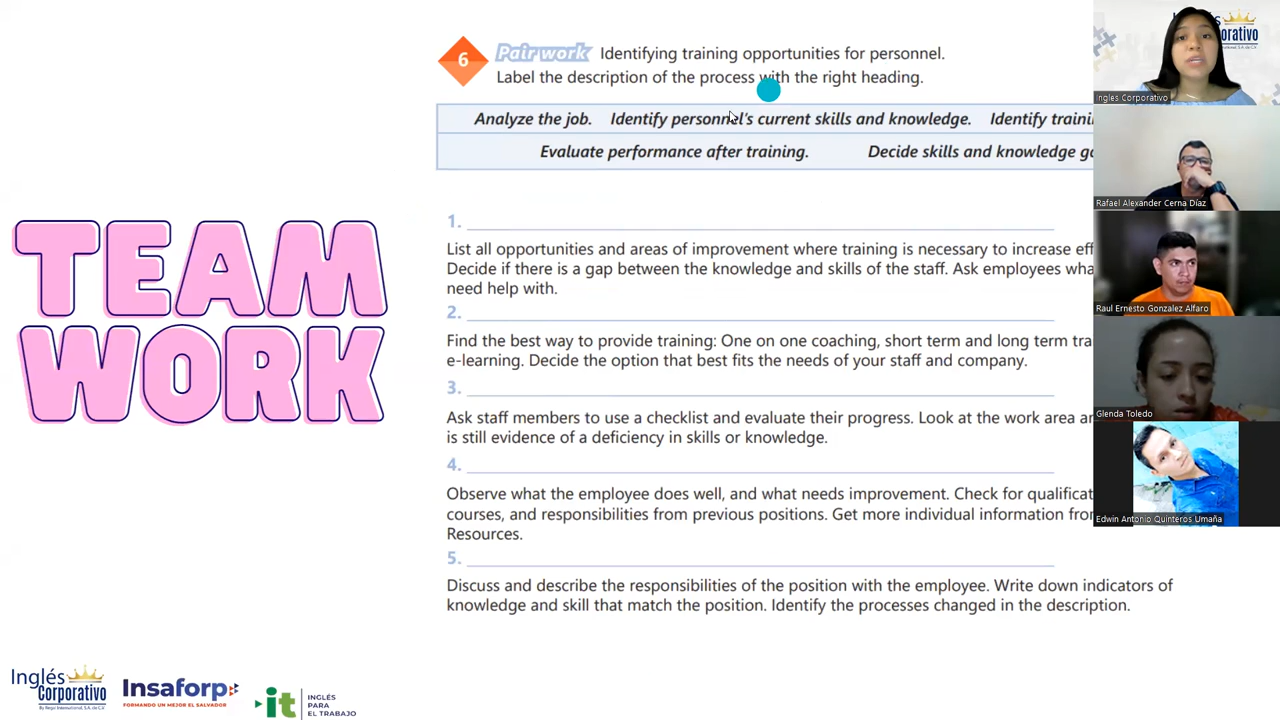 6 Pair work Identifying training opportunities for personnel.
Label the description of the process with the right heading.
Analyze the job. Identify personnel's current skills and knowledge. Identify
Evaluate performance after training. Decide skills and knowledge
TEAM
WORK
1.
List all opportunities and areas of improvement where training is necessary to increase
Decide if there is a gap between the knowledge and skills of the staff. Ask employees
need help with.
2.
Find the best way to provide training: One on one coaching, short term and long term
e-learning. Decide the option that best fits the needs of your staff and company.
3.
Ask staff members to use a checklist and evaluate their progress. Look at the work area
is still evidence of a deficiency in skills or knowledge.
4.
Observe what the employee does well, and what needs improvement. Check for
courses, and responsibilities from previous positions. Get more individual information
Resources.
5.
Discuss and describe the responsibilities of the position with the employee. Write down indicators of
knowledge and skill that match the position. Identify the processes changed in the description.
Inglés Corporativo
Rafael Alexander Cerna Díaz
Raul Ernesto Gonzalez Alfaro
Glenda Toledo
Edwin Antonio Quinteros Umaña
Inglés
Corporativo
By Regar International, S.A. de C.V.
Insaforp
FORMANDO UN MEJOR EL SALVADOR
it
INGLÉS
PARA
EL TRABAJO